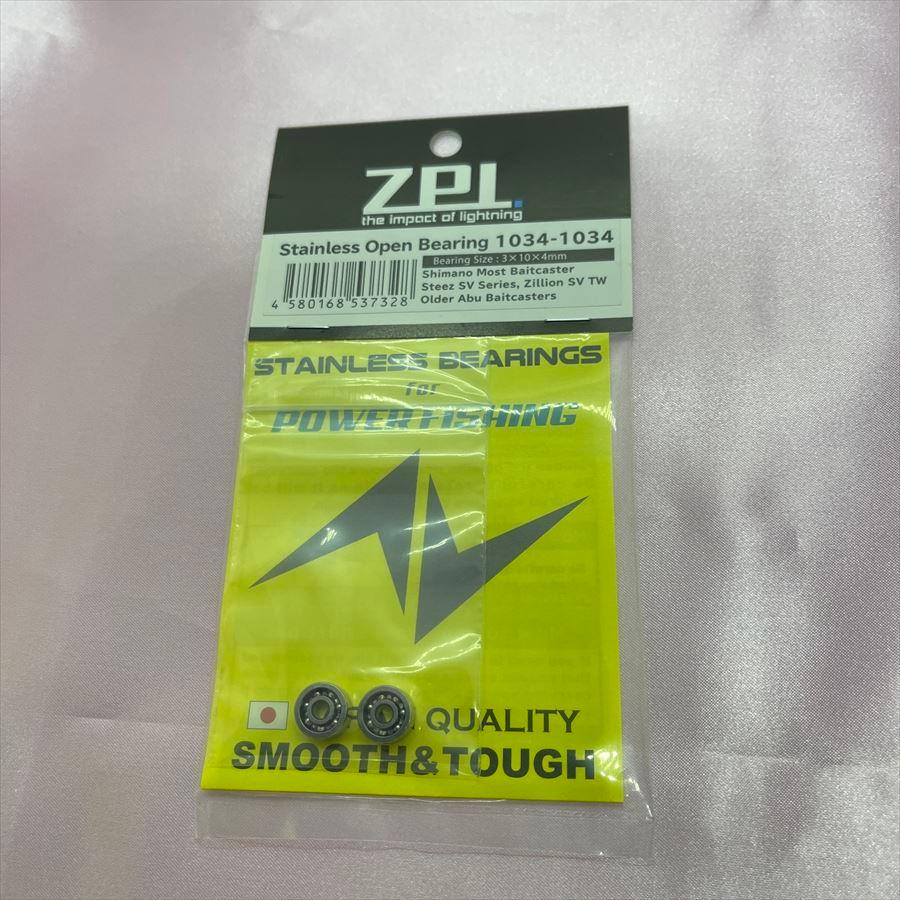 ZPI.
the impact of lightning
Stainless Open Bearing 1034-1034
Bearing Size : 3×10×4mm
Shimano Most Baitcaster
Steez SV Series, Zillion SV TW
Older Abu Baitcasters
4 580168 537328
STAINLESS BEARINGS
for
POWER FISHING
QUALITY
SMOOTH&TOUGH